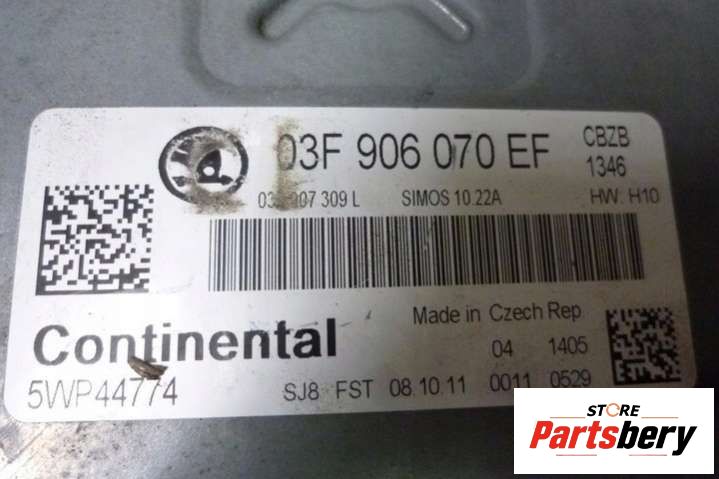 03F 906 070 EF
CBZB
1346
907 309 L SIMOS 10.22A HW: H10
Continental
Made in Czech Rep
04 1405
5WP44774
SJ8 FST 08.10.11 0011 0529
STORE
Partsbery